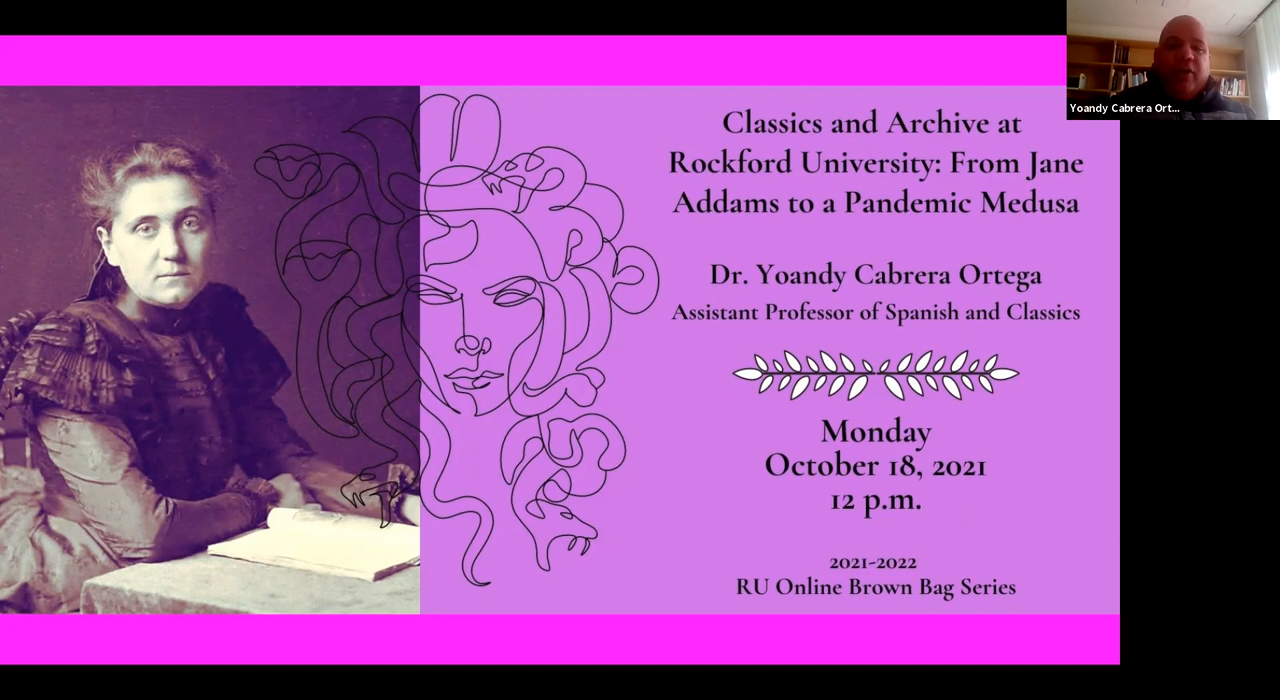 Classics and Archive at
Rockford University: From Jane
Addams to a Pandemic Medusa
Dr. Yoandy Cabrera Ortega
Assistant Professor of Spanish and Classics
Monday
October 18, 2021
12 p.m.
2021-2022
RU Online Brown Bag Series
Yoandy Cabrera Ort...